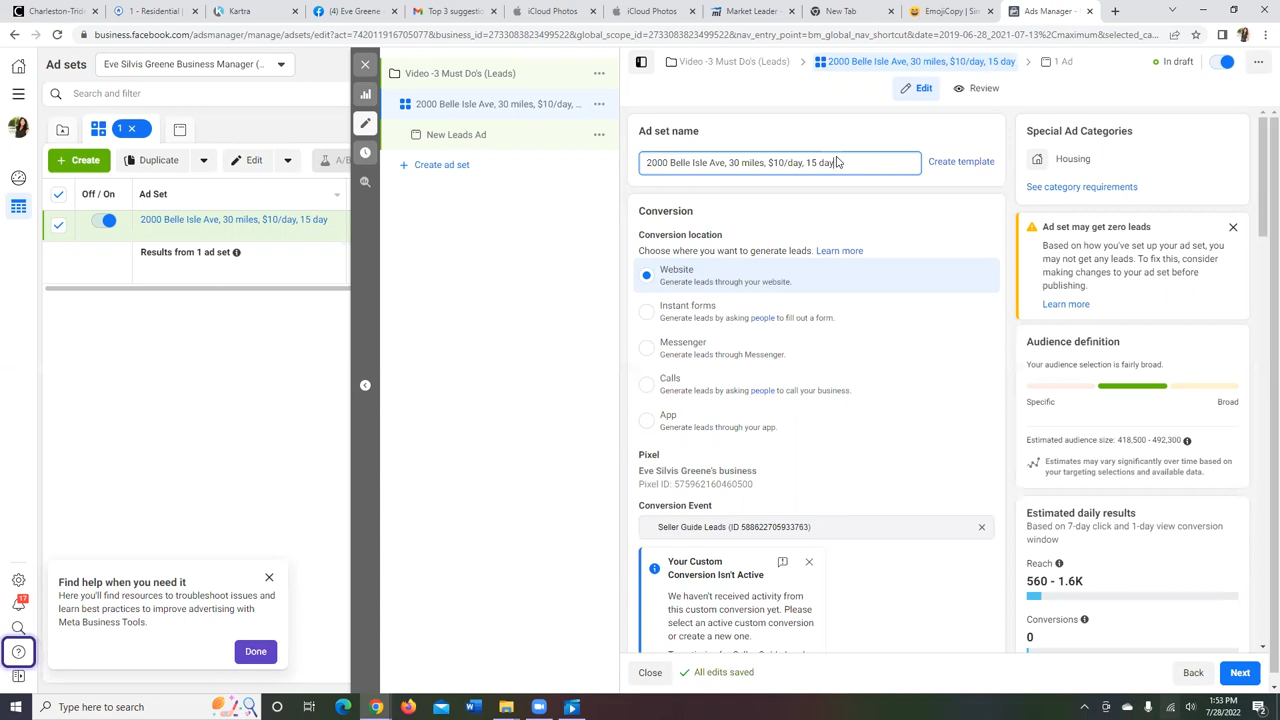 Charleston-T
(1) Reland
Kartra
(4) Eve Greene
Top 3 suggestio
iCloud Photos
iCloud Photos
Market Leader
New Tab
EmojiCopy | Sin
Ads Manager -
business.facebook.com/adsmanager/manage/adsets/edit?act=742011916705077&business_id=2733083823499522&global_scope_id=2733083823499522&nav_entry_point=bm_global_nav_shortcut&date=2019-06-28_2021-07-13%2Cmaximum&selected_ca...
Ad sets
Eve Silvis Greene Business Manager (...
Search and filter
1
Create
Duplicate
Edit
A/B
Off / On
Ad Set
2000 Belle Isle Ave, 30 miles, $10/day, 15 day
Results from 1 ad set
Find help when you need it
Here you'll find resources to troubleshoot issues and
learn best practices to improve advertising with
Meta Business Tools.
Done
17
Video -3 Must Do's (Leads)
2000 Belle Isle Ave, 30 miles, $10/day, ...
New Leads Ad
Create ad set
Video -3 Must Do's (Leads)
2000 Belle Isle Ave, 30 miles, $10/day, 15 day
1 Ad
In draft
Edit
Review
Ad set name
2000 Belle Isle Ave, 30 miles, $10/day, 15 day
Create template
Conversion
Conversion location
Choose where you want to generate leads. Learn more
Website
Generate leads through your website.
Instant forms
Generate leads by asking people to fill out a form.
Messenger
Generate leads through Messenger.
Calls
Generate leads by asking people to call your business.
App
Generate leads through your app.
Pixel
Eve Silvis Greene's business
Pixel ID: 575962160460500
Conversion Event
Seller Guide Leads (ID 588622705933763)
Your Custom
Conversion Isn't Active
We haven't received activity from
this custom conversion yet. Please
select an active custom conversion
or create a new one.
Close
All edits saved
Back
Next
Special Ad Categories
Housing
See category requirements
Ad set may get zero leads
Based on how you've set up your ad set, you
may not get any leads. To fix this, consider
making changes to your ad set before
publishing.
Learn more
Audience definition
Your audience selection is fairly broad.
Specific
Broad
Estimated audience size: 418,500 - 492,300
Estimates may vary significantly over time based on
your targeting selections and available data.
Estimated daily results
Based on 7-day click and 1-day view conversion
window
Reach
560 - 1.6K
Conversions
0
Type here to search
1:53 PM
7/28/2022